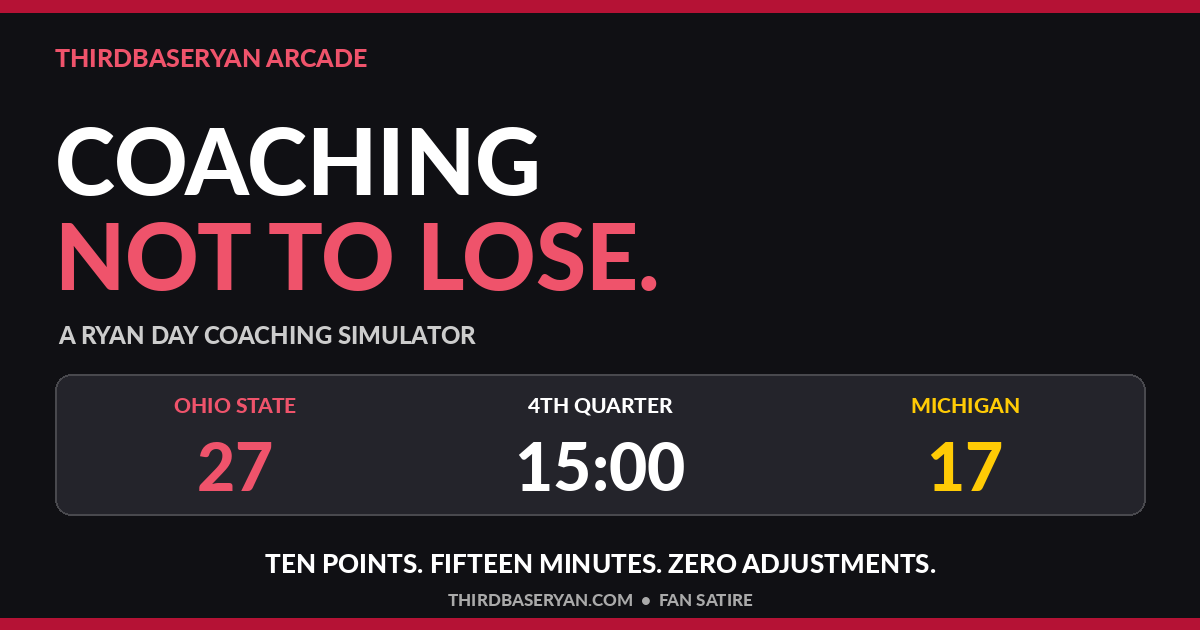 THIRDBASERYAN ARCADE
COACHING
NOT TO LOSE.
A RYAN DAY COACHING SIMULATOR
OHIO STATE
27
4TH QUARTER
15:00
MICHIGAN
17
TEN POINTS. FIFTEEN MINUTES. ZERO ADJUSTMENTS.
THIRDBASERYAN.COM ● FAN SATIRE